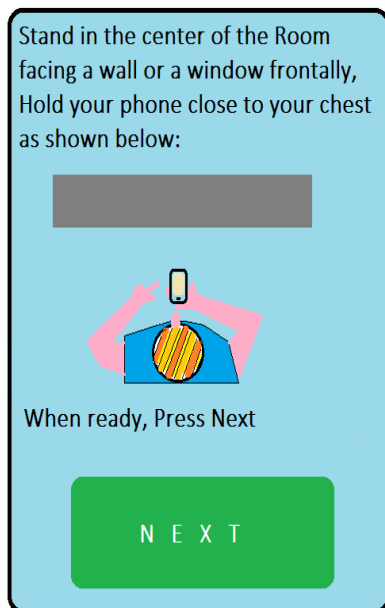 Stand in the center of the Room
facing a wall or a window frontally,
Hold your phone close to your chest
as shown below:
When ready, Press Next
N E X T